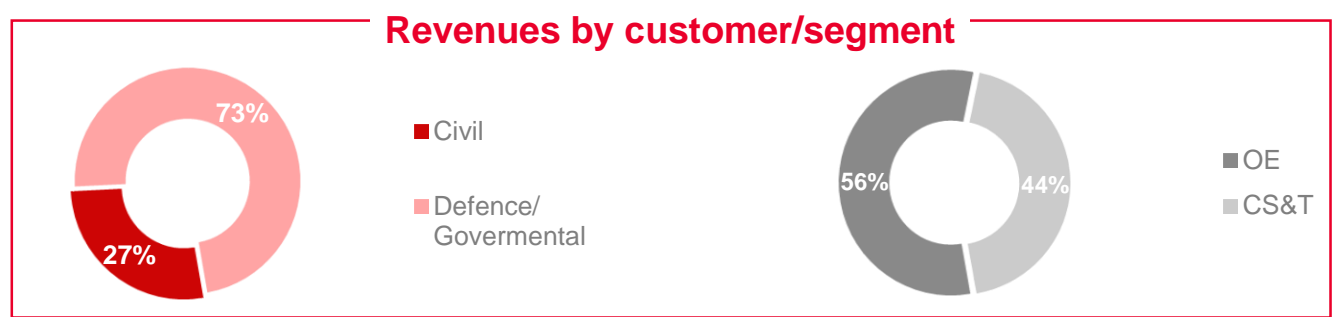 Revenues by customer/segment
73%
27%
Civil
Defence/
Govermental
56%
44%
OE
CS&T